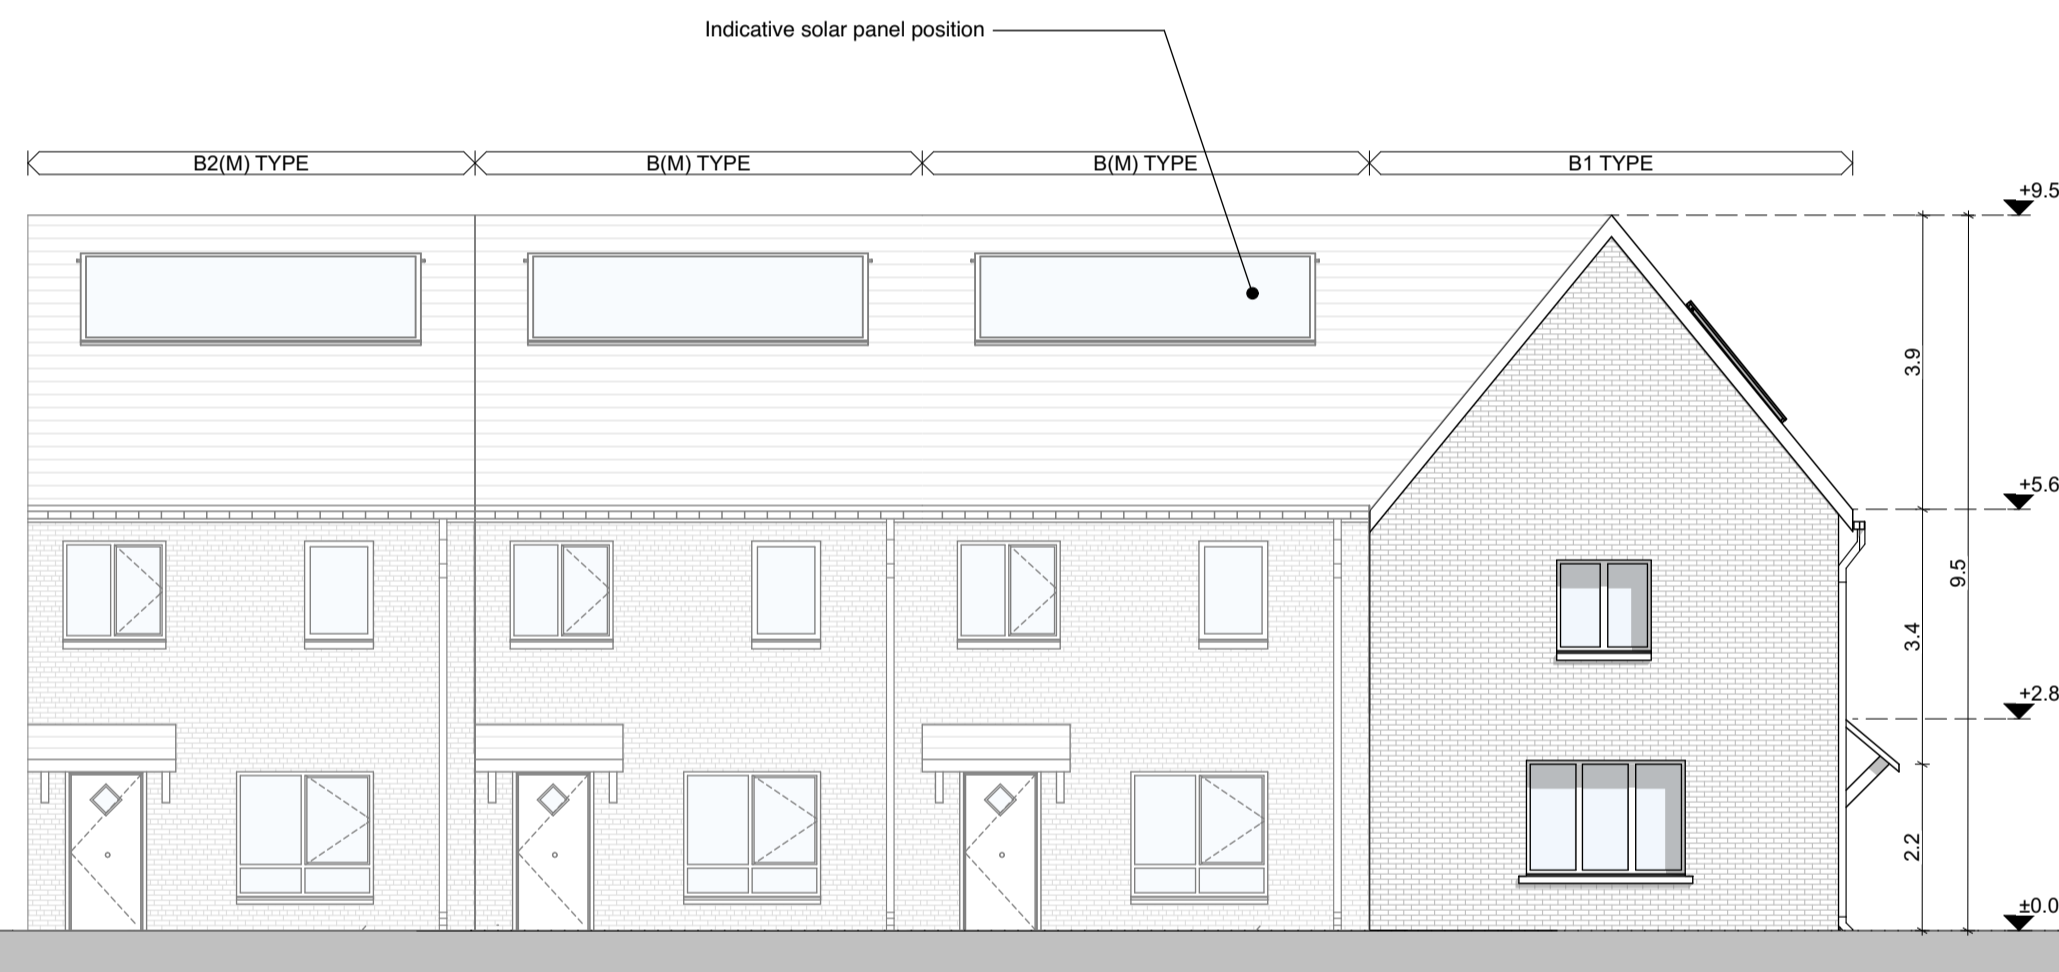 Indicative solar panel position
B2(M) TYPE
B(M) TYPE
B(M) TYPE
B1 TYPE
+9.5
3.9
+5.6
9.5
3.4
+2.8
2.2
±0.0